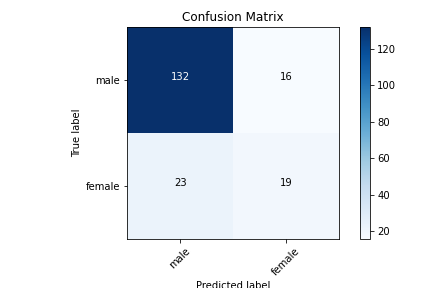 Confusion Matrix
male
132
16
female
23
19
True label
male
female
Predicted label
120
100
80
60
40
20